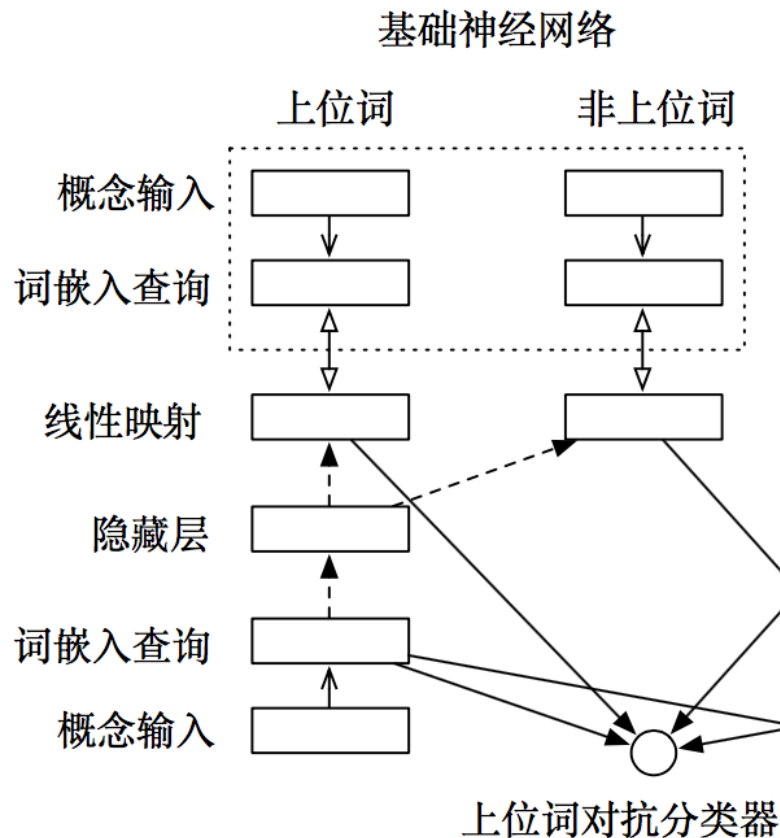 基础神经网络
上位词
非上位词
概念输入
词嵌入查询
线性映射
隐藏层
词嵌入查询
概念输入
上位词对抗分类器